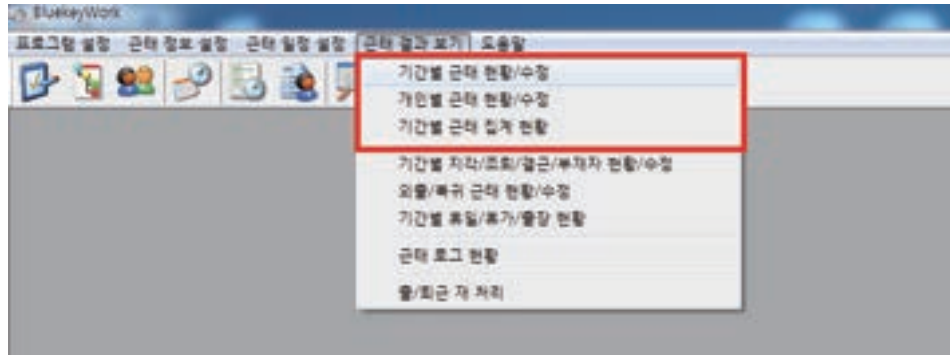 BluekeyWork
프로그램 설정 근태 정보 설정 근태 일정 설정 근태 결과 보기 도움말
기간별 근태 현황/수정
개인별 근태 현황/수정
기간별 근태 집계 현황
기간별 지각/조퇴/결근/부재자 현황/수정
외출/복귀 근태 현황/수정
기간별 휴일/휴가/출장 현황
근태 로그 현황
출/퇴근 재 처리